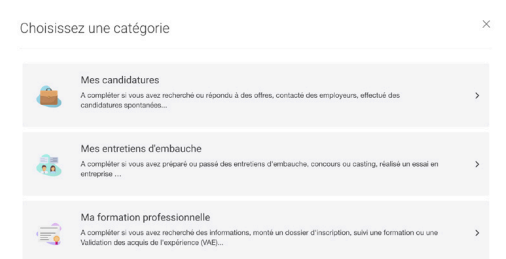 Choisissez une catégorie
Mes candidatures
A compléter si vous avez recherché ou répondu à des offres, contacté des employeurs, effectué des
candidatures spontanées...
Mes entretiens d'embauche
A compléter si vous avez préparé ou passé des entretiens d'embauche, concours ou casting, réalisé un essai en
entreprise ...
Ma formation professionnelle
A compléter si vous avez recherché des informations, monté un dossier d'inscription, suivi une formation ou une
Validation des acquis de l'expérience (VAE)...